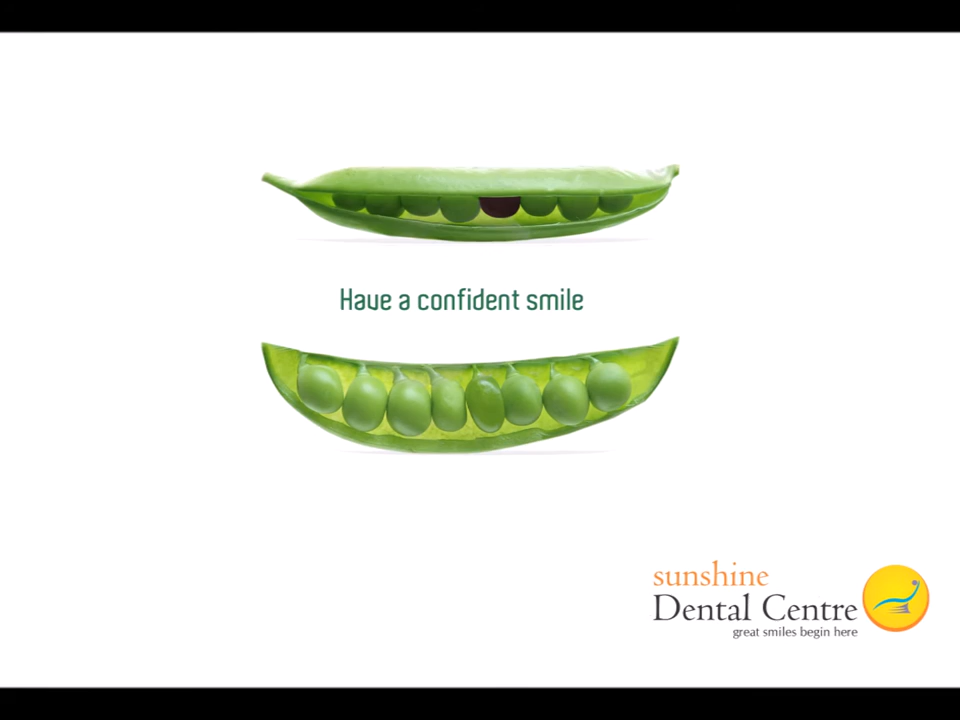 Have a confident smile
sunshine
Dental Centre
great smiles begin here